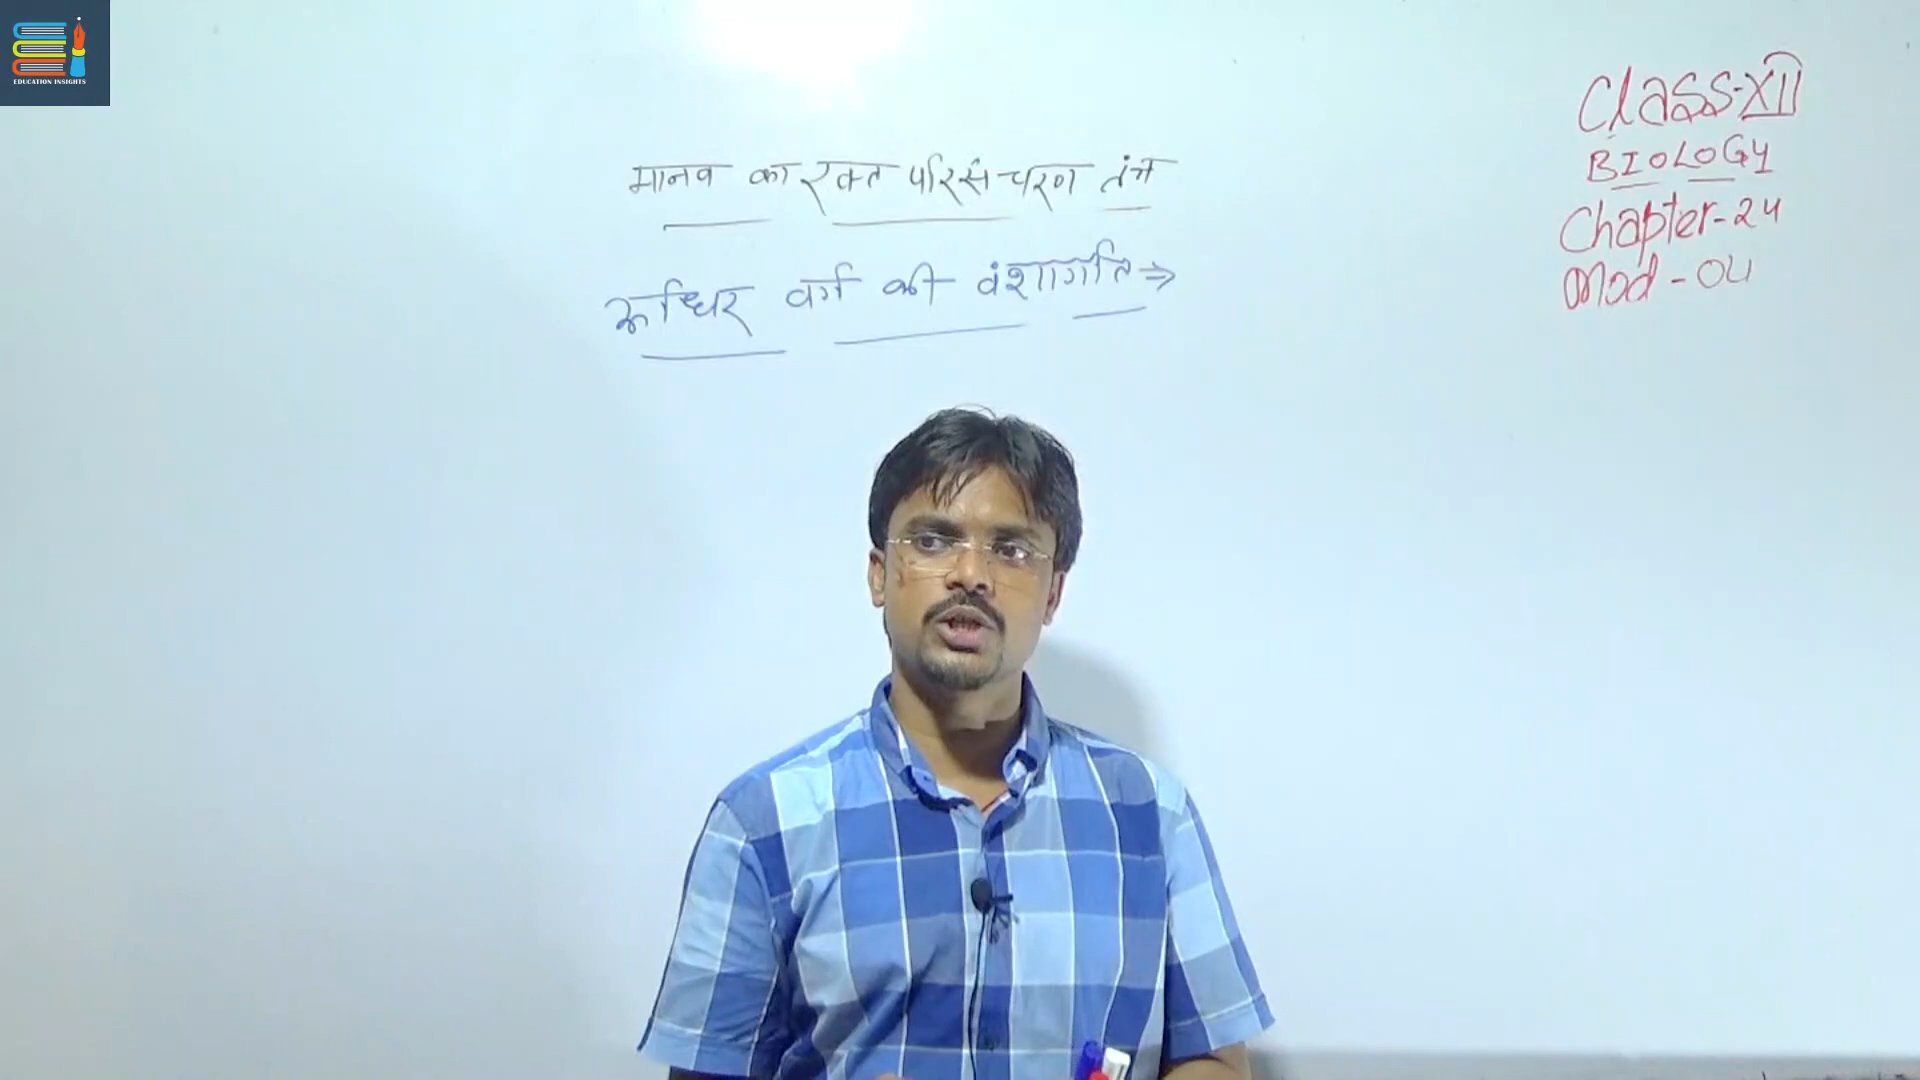 EDUCATION INSIGHTS
मानव का रक्त परिसंचरण तंत्र
रूधिर वर्ग की वंशागति →
Class-XII
BIOLOGY
Chapter-24
Mod-04